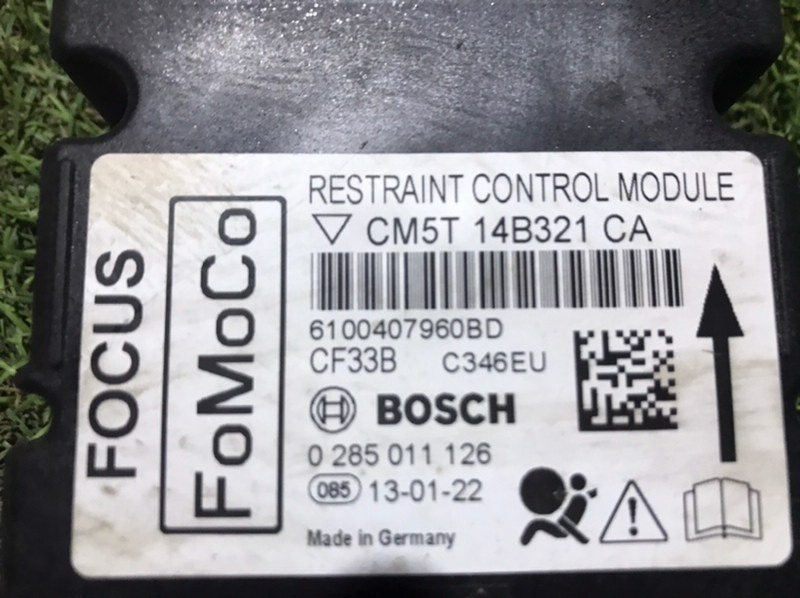 FOCUS
FoMoCo
RESTRAINT CONTROL MODULE
CM5T 14B321 CA
6100407960BD
CF33B C346EU
BOSCH
0 285 011 126
085 13-01-22
Made in Germany